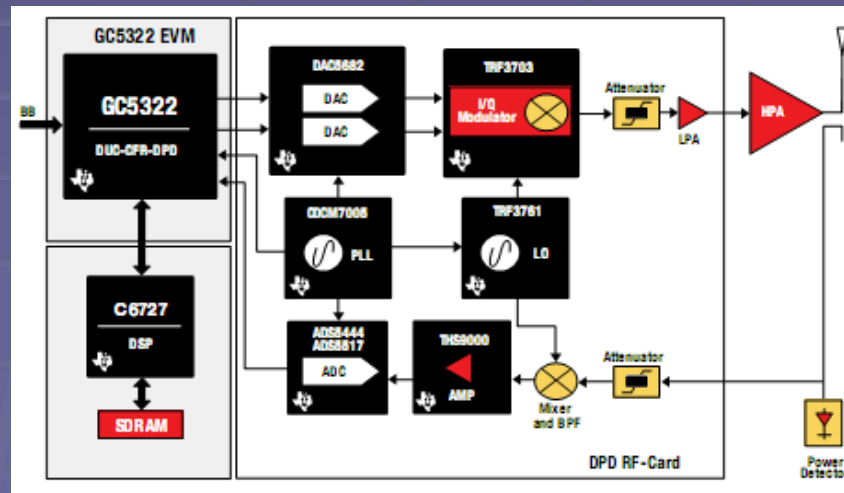 GC5322 EVM
BB
GC5322
DUC-CFR-DPD
C6727
DSP
SDRAM
DAC5682
DAC
DAC
TRF3703
I/Q
Modulator
Attenuator
LPA
HPA
CDCM7005
PLL
TRF3761
LO
ADS5444
ADS5517
ADC
THS9000
AMP
Mixer
and BPF
Attenuator
DPD RF-Card
Power
Detecto